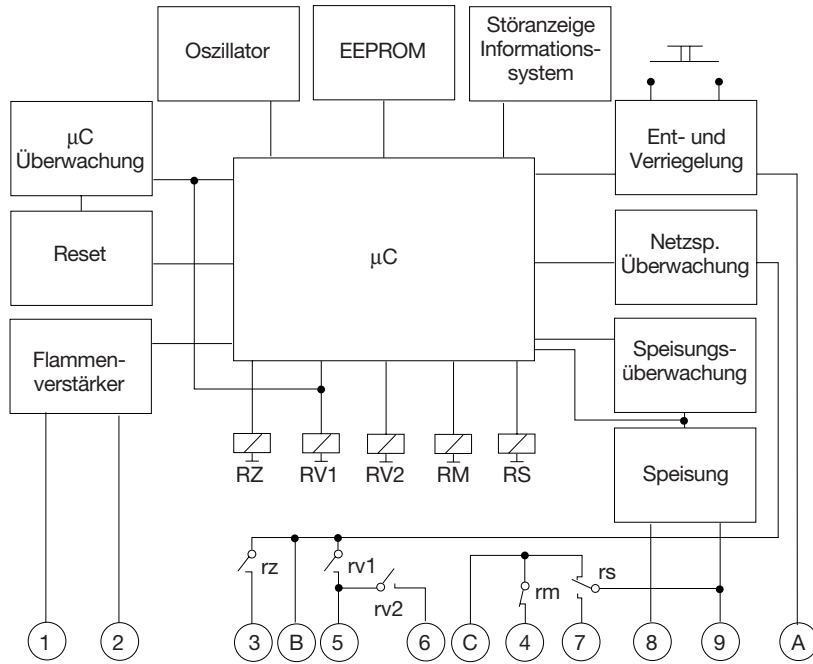 Oszillator
EEPROM
Störanzeige
Informations-
system
µC
Überwachung
Ent- und
Verriegelung
Reset
µC
Netzsp.
Überwachung
Flammen-
verstärker
Speisungs-
überwachung
RZ
RV1
RV2
RM
RS
Speisung
rz
rv1
rv2
rm
rs
1
2
3
B
5
6
C
4
7
8
9
A